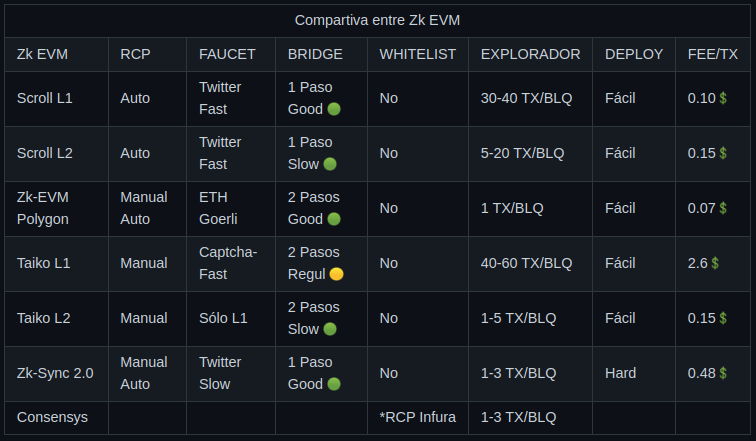 Compartiva entre Zk EVM
Zk EVM RCP FAUCET BRIDGE WHITELIST EXPLORADOR DEPLOY FEE/TX
Scroll L1 Auto Twitter Fast 1 Paso Good 🟢 No 30-40 TX/BLQ Fácil 0.10💲
Scroll L2 Auto Twitter Fast 1 Paso Slow 🟢 No 5-20 TX/BLQ Fácil 0.15💲
Zk-EVM Polygon Manual Auto ETH Goerli 2 Pasos Good 🟢 No 1 TX/BLQ Fácil 0.07💲
Taiko L1 Manual Captcha-Fast 2 Pasos Regul 🟡 No 40-60 TX/BLQ Fácil 2.6💲
Taiko L2 Manual Sólo L1 2 Pasos Slow 🟢 No 1-5 TX/BLQ Fácil 0.15💲
Zk-Sync 2.0 Manual Auto Twitter Slow 1 Paso Good 🟢 No 1-3 TX/BLQ Hard 0.48💲
Consensys *RCP Infura 1-3 TX/BLQ